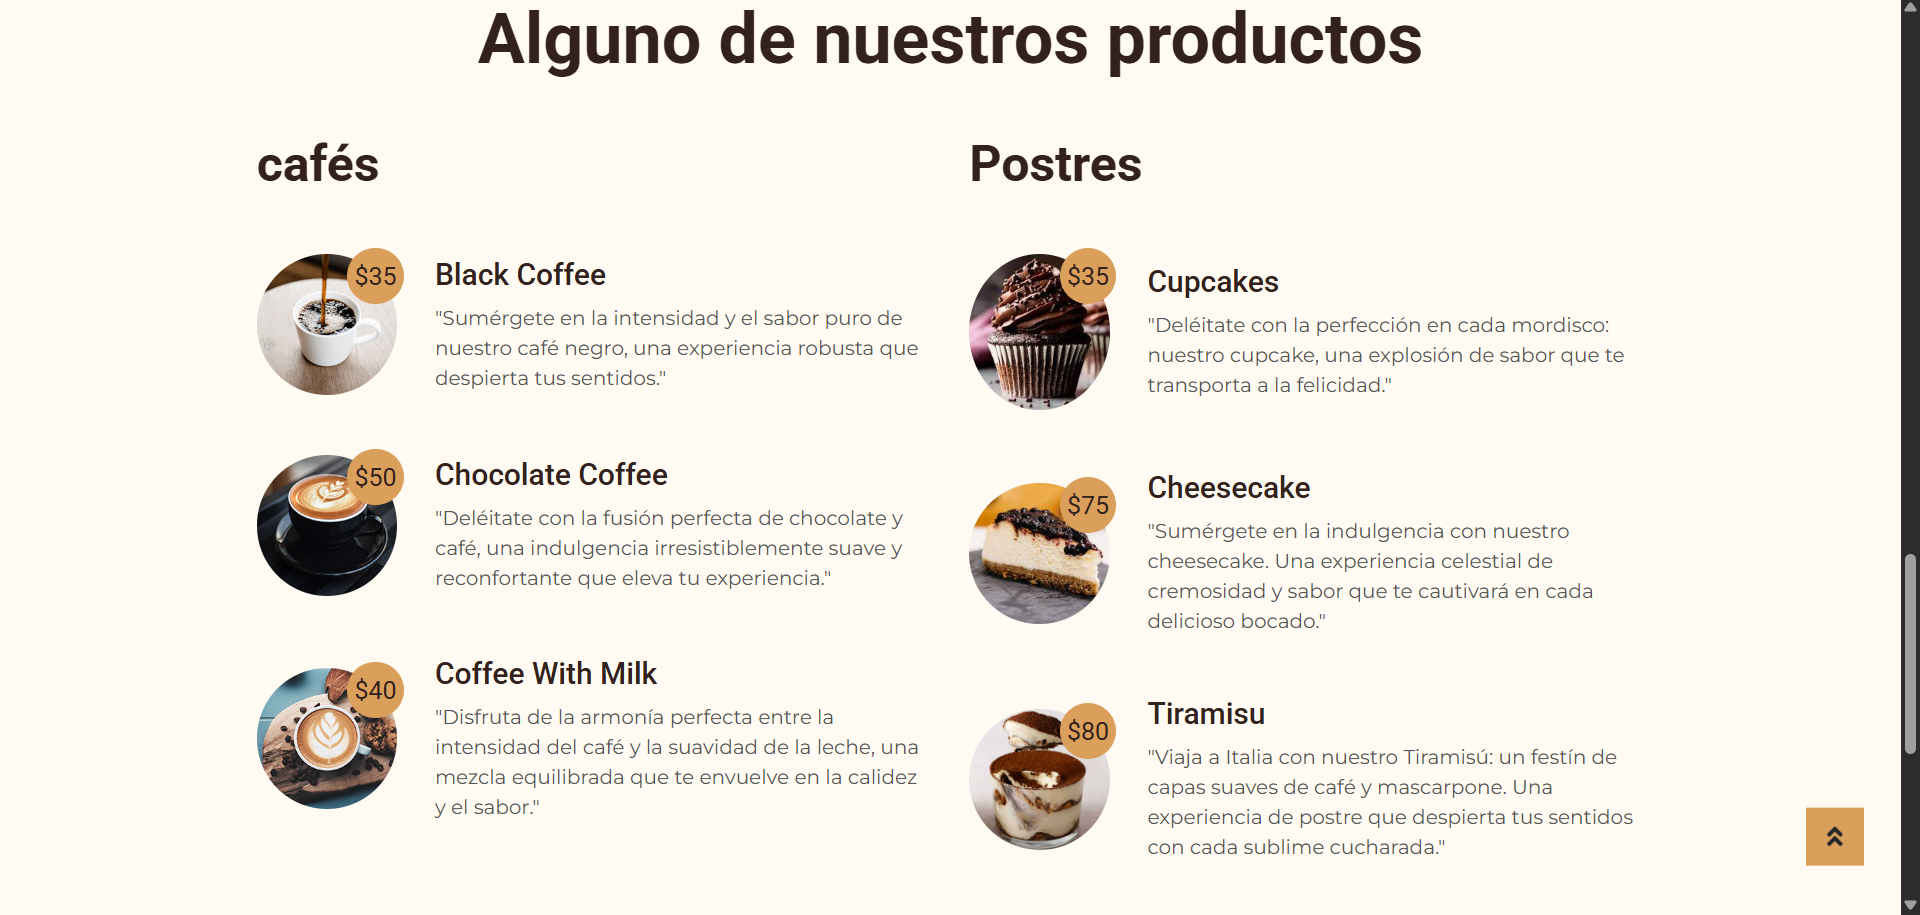 Alguno de nuestros productos
cafés
$35
Black Coffee
"Sumérgete en la intensidad y el sabor puro de
nuestro café negro, una experiencia robusta que
despierta tus sentidos."
$50
Chocolate Coffee
"Deléitate con la fusión perfecta de chocolate y
café, una indulgencia irresistiblemente suave y
reconfortante que eleva tu experiencia."
$40
Coffee With Milk
"Disfruta de la armonía perfecta entre la
intensidad del café y la suavidad de la leche, una
mezcla equilibrada que te envuelve en la calidez
y el sabor."
Postres
$35
Cupcakes
"Deléitate con la perfección en cada mordisco:
nuestro cupcake, una explosión de sabor que te
transporta a la felicidad."
$75
Cheesecake
"Sumérgete en la indulgencia con nuestro
cheesecake. Una experiencia celestial de
cremosidad y sabor que te cautivará en cada
delicioso bocado."
$80
Tiramisu
"Viaja a Italia con nuestro Tiramisú: un festín de
capas suaves de café y mascarpone. Una
experiencia de postre que despierta tus sentidos
con cada sublime cucharada."